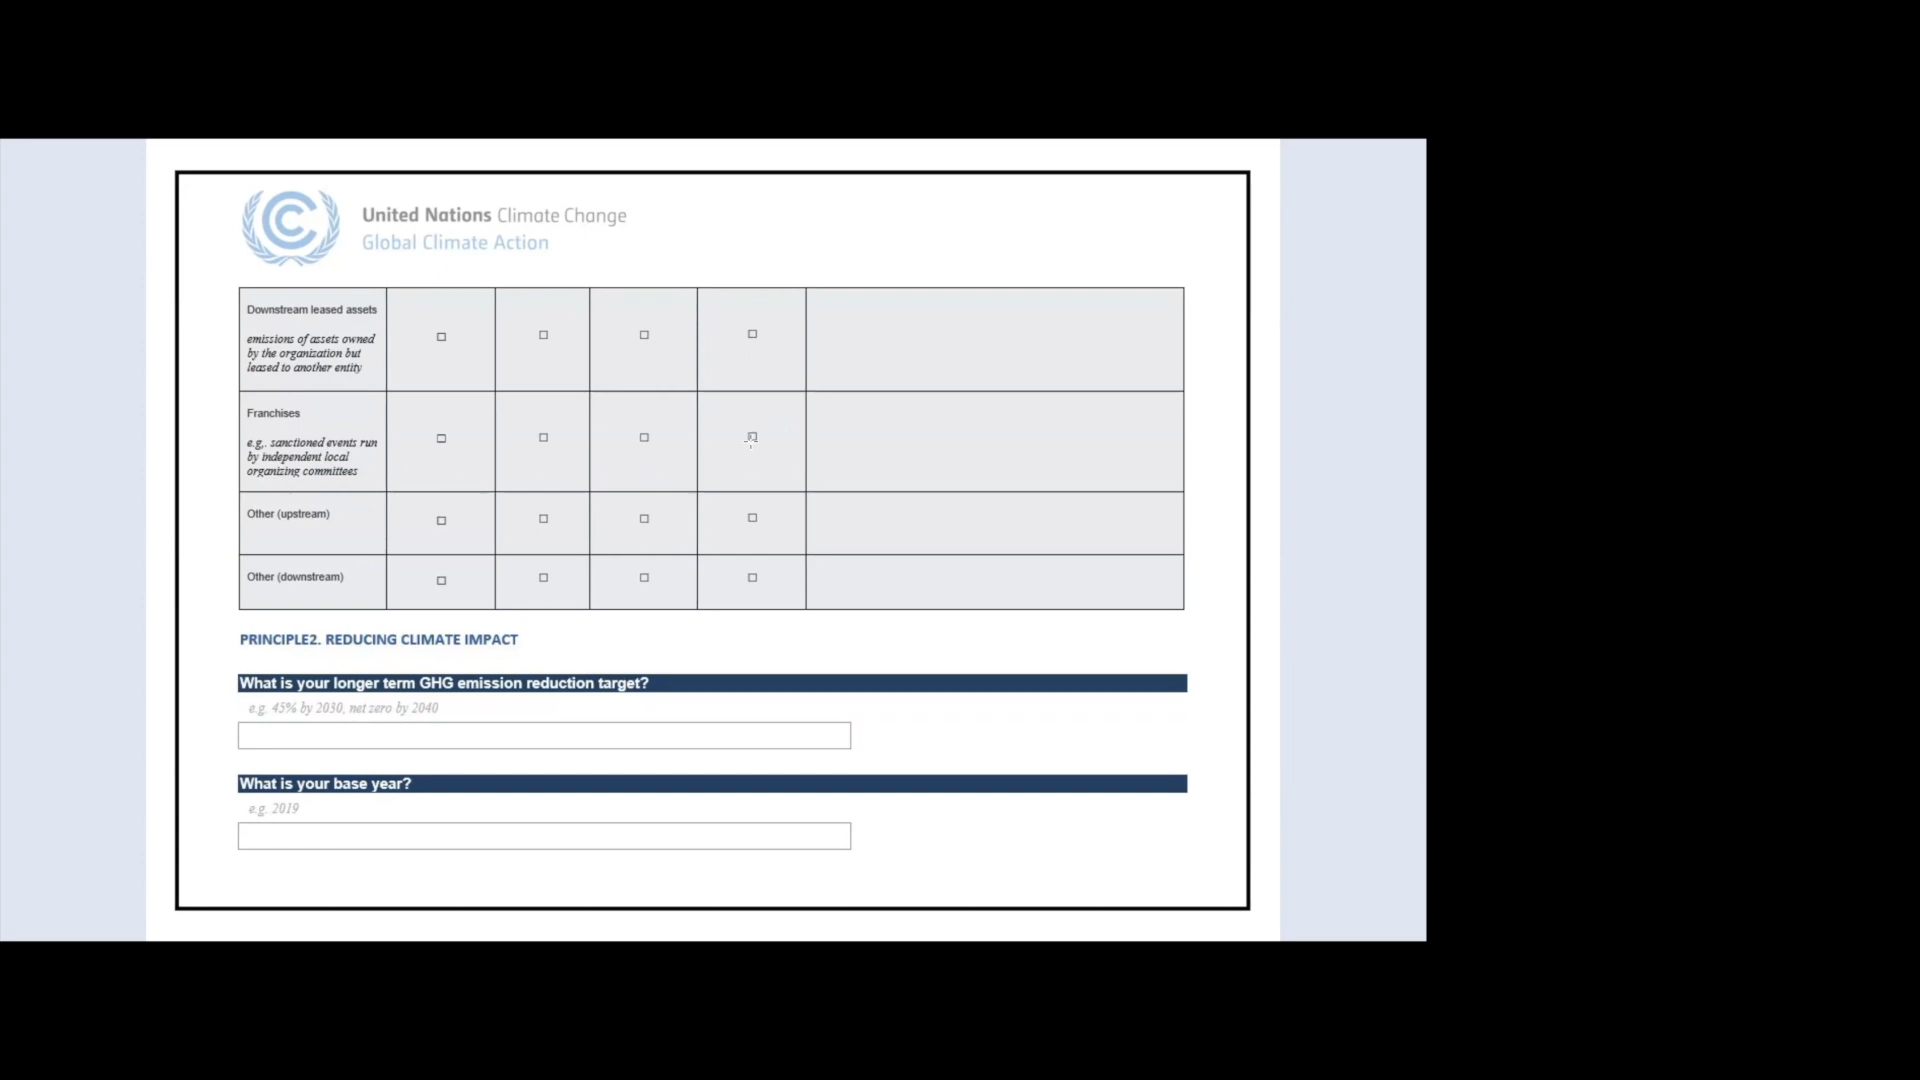 United Nations Climate Change
Global Climate Action
Downstream leased assets
emissions of assets owned
by the organization but
leased to another entity
Franchises
e.g,. sanctioned events run
by independent local
organizing committees
Other (upstream)
Other (downstream)
PRINCIPLE2. REDUCING CLIMATE IMPACT
What is your longer term GHG emission reduction target?
e.g. 45% by 2030, net zero by 2040
What is your base year?
e.g. 2019